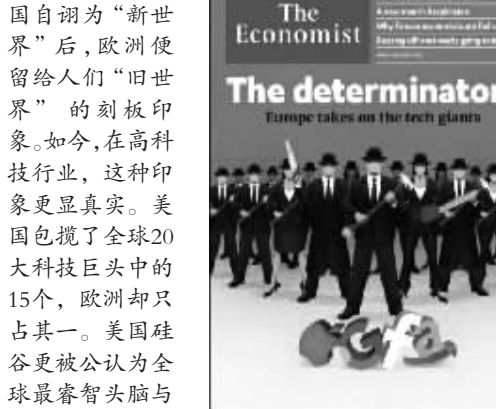 国自诩为“新世
界”后,欧洲便
留给人们“旧世
界” 的刻板印
象。如今,在高科
技行业，这种印
象更显真实。美
国包揽了全球20
大科技巨头中的
15个，欧洲却只
占其一。美国硅
谷更被公认为全
球最睿智头脑与
The
Economist
The determinators
Europe takes on the tech giants
G f a